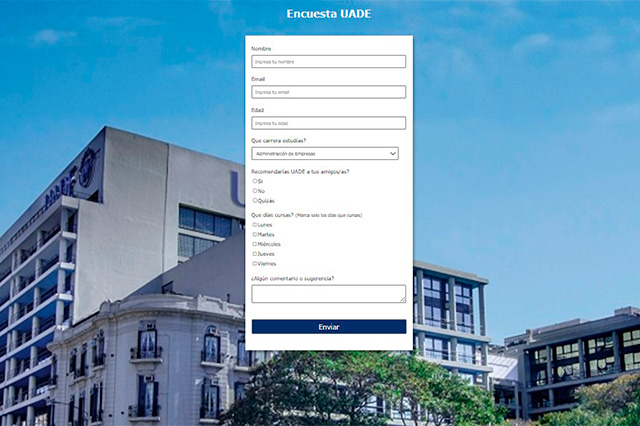 Encuesta UADE
Nombre
Ingresa tu nombre
Email
Ingresa tu email
Edad
Ingresa tu edad
Que carrera estudias?
Administración de Empresas
Recomendarías UADE a tus amigos/as?
Si
No
Quizás
Que días cursas? (Marca solo los días que cursas)
Lunes
Martes
Miércoles
Jueves
Viernes
¿Algún comentario o sugerencia?
Enviar